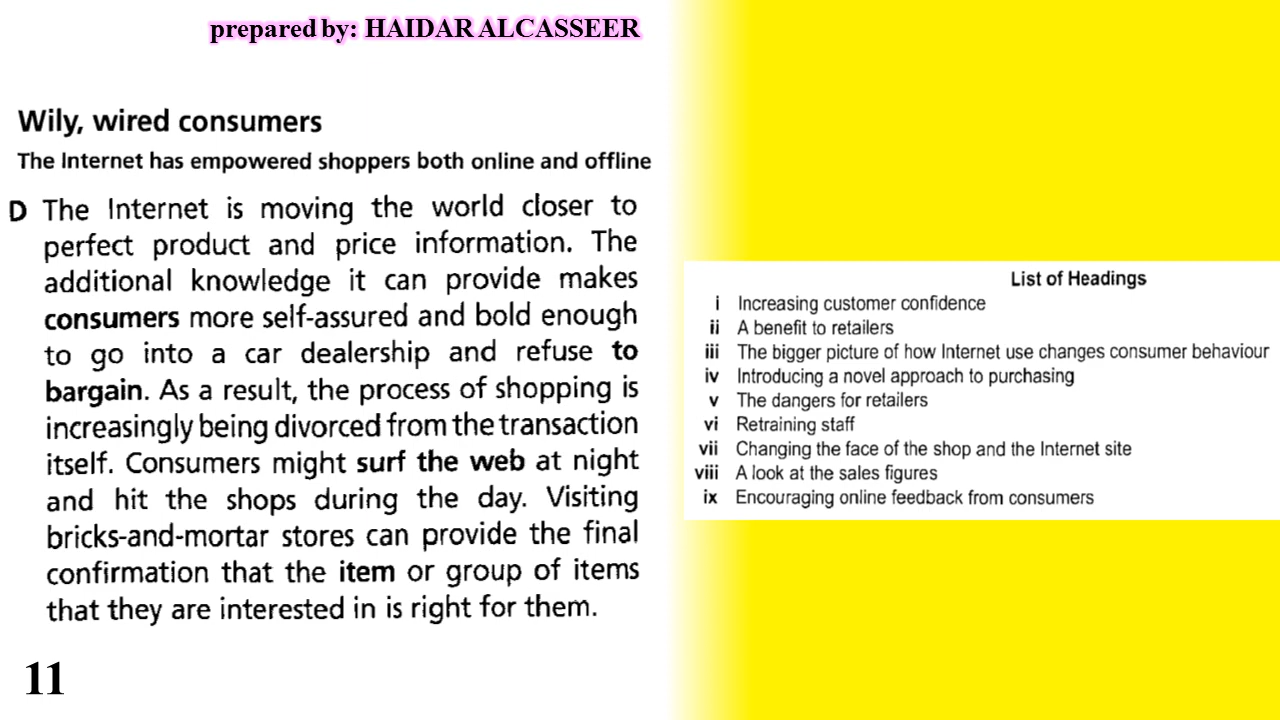 prepared by: HAIDAR ALCASSEER
Wily, wired consumers
The Internet has empowered shoppers both online and offline
D The Internet is moving the world closer to
perfect product and price information. The
additional knowledge it can provide makes
consumers more self-assured and bold enough
to go into a car dealership and refuse to
bargain. As a result, the process of shopping is
increasingly being divorced from the transaction
itself. Consumers might surf the web at night
and hit the shops during the day. Visiting
bricks-and-mortar stores can provide the final
confirmation that the item or group of items
that they are interested in is right for them.
List of Headings
i Increasing customer confidence
ii A benefit to retailers
iii The bigger picture of how Internet use changes consumer behaviour
iv Introducing a novel approach to purchasing
v The dangers for retailers
vi Retraining staff
vii Changing the face of the shop and the Internet site
viii A look at the sales figures
ix Encouraging online feedback from consumers
11